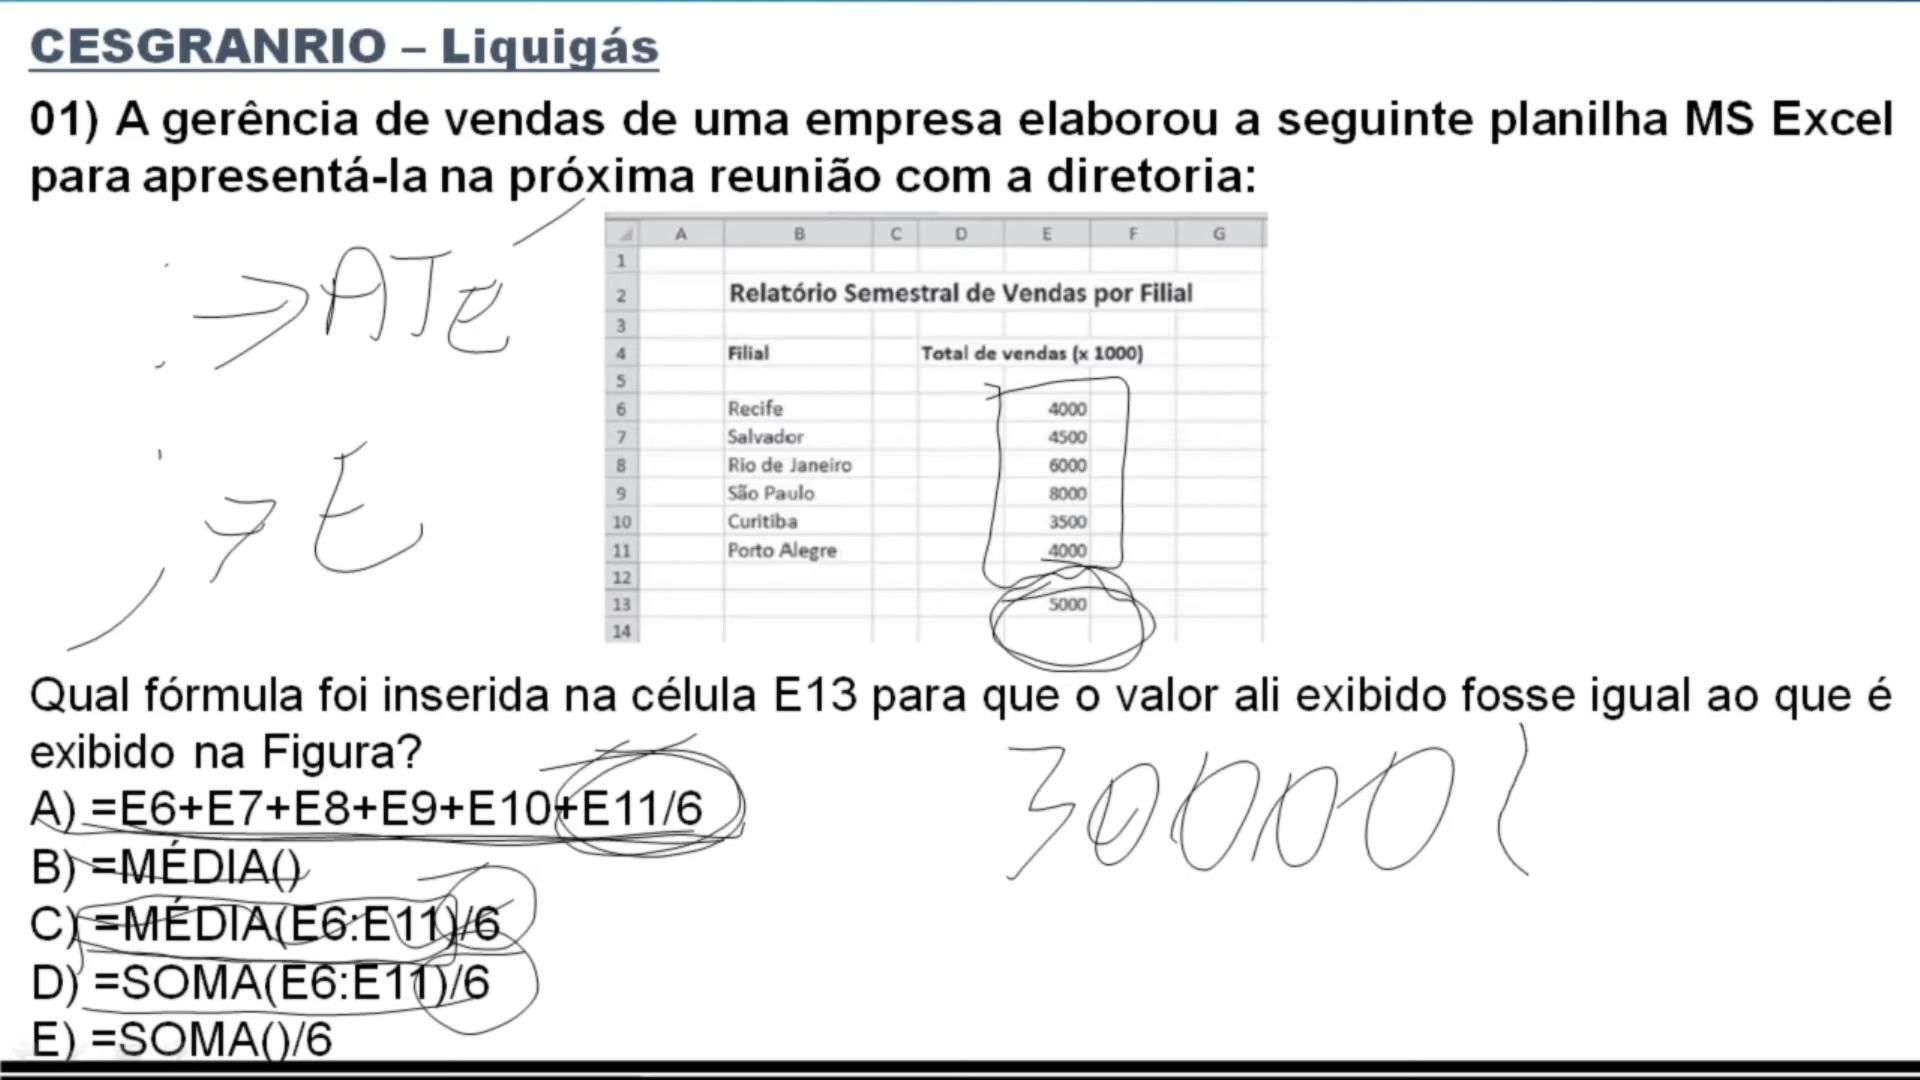 CESGRANRIO – Liquigás
01) A gerência de vendas de uma empresa elaborou a seguinte planilha MS Excel
para apresentá-la na próxima reunião com a diretoria:
A B C D E F G
1
2 Relatório Semestral de Vendas por Filial
3
4 Filial Total de vendas (x 1000)
5
6 Recife 4000
7 Salvador 4500
8 Rio de Janeiro 6000
9 São Paulo 8000
10 Curitiba 3500
11 Porto Alegre 4000
12
13 5000
14
: → ATE
; → E
Qual fórmula foi inserida na célula E13 para que o valor ali exibido fosse igual ao que é
exibido na Figura?
30000
A) =E6+E7+E8+E9+E10+E11/6
B) =MÉDIA()
C) =MÉDIA(E6:E11)/6
D) =SOMA(E6:E11)/6
E) =SOMA()/6